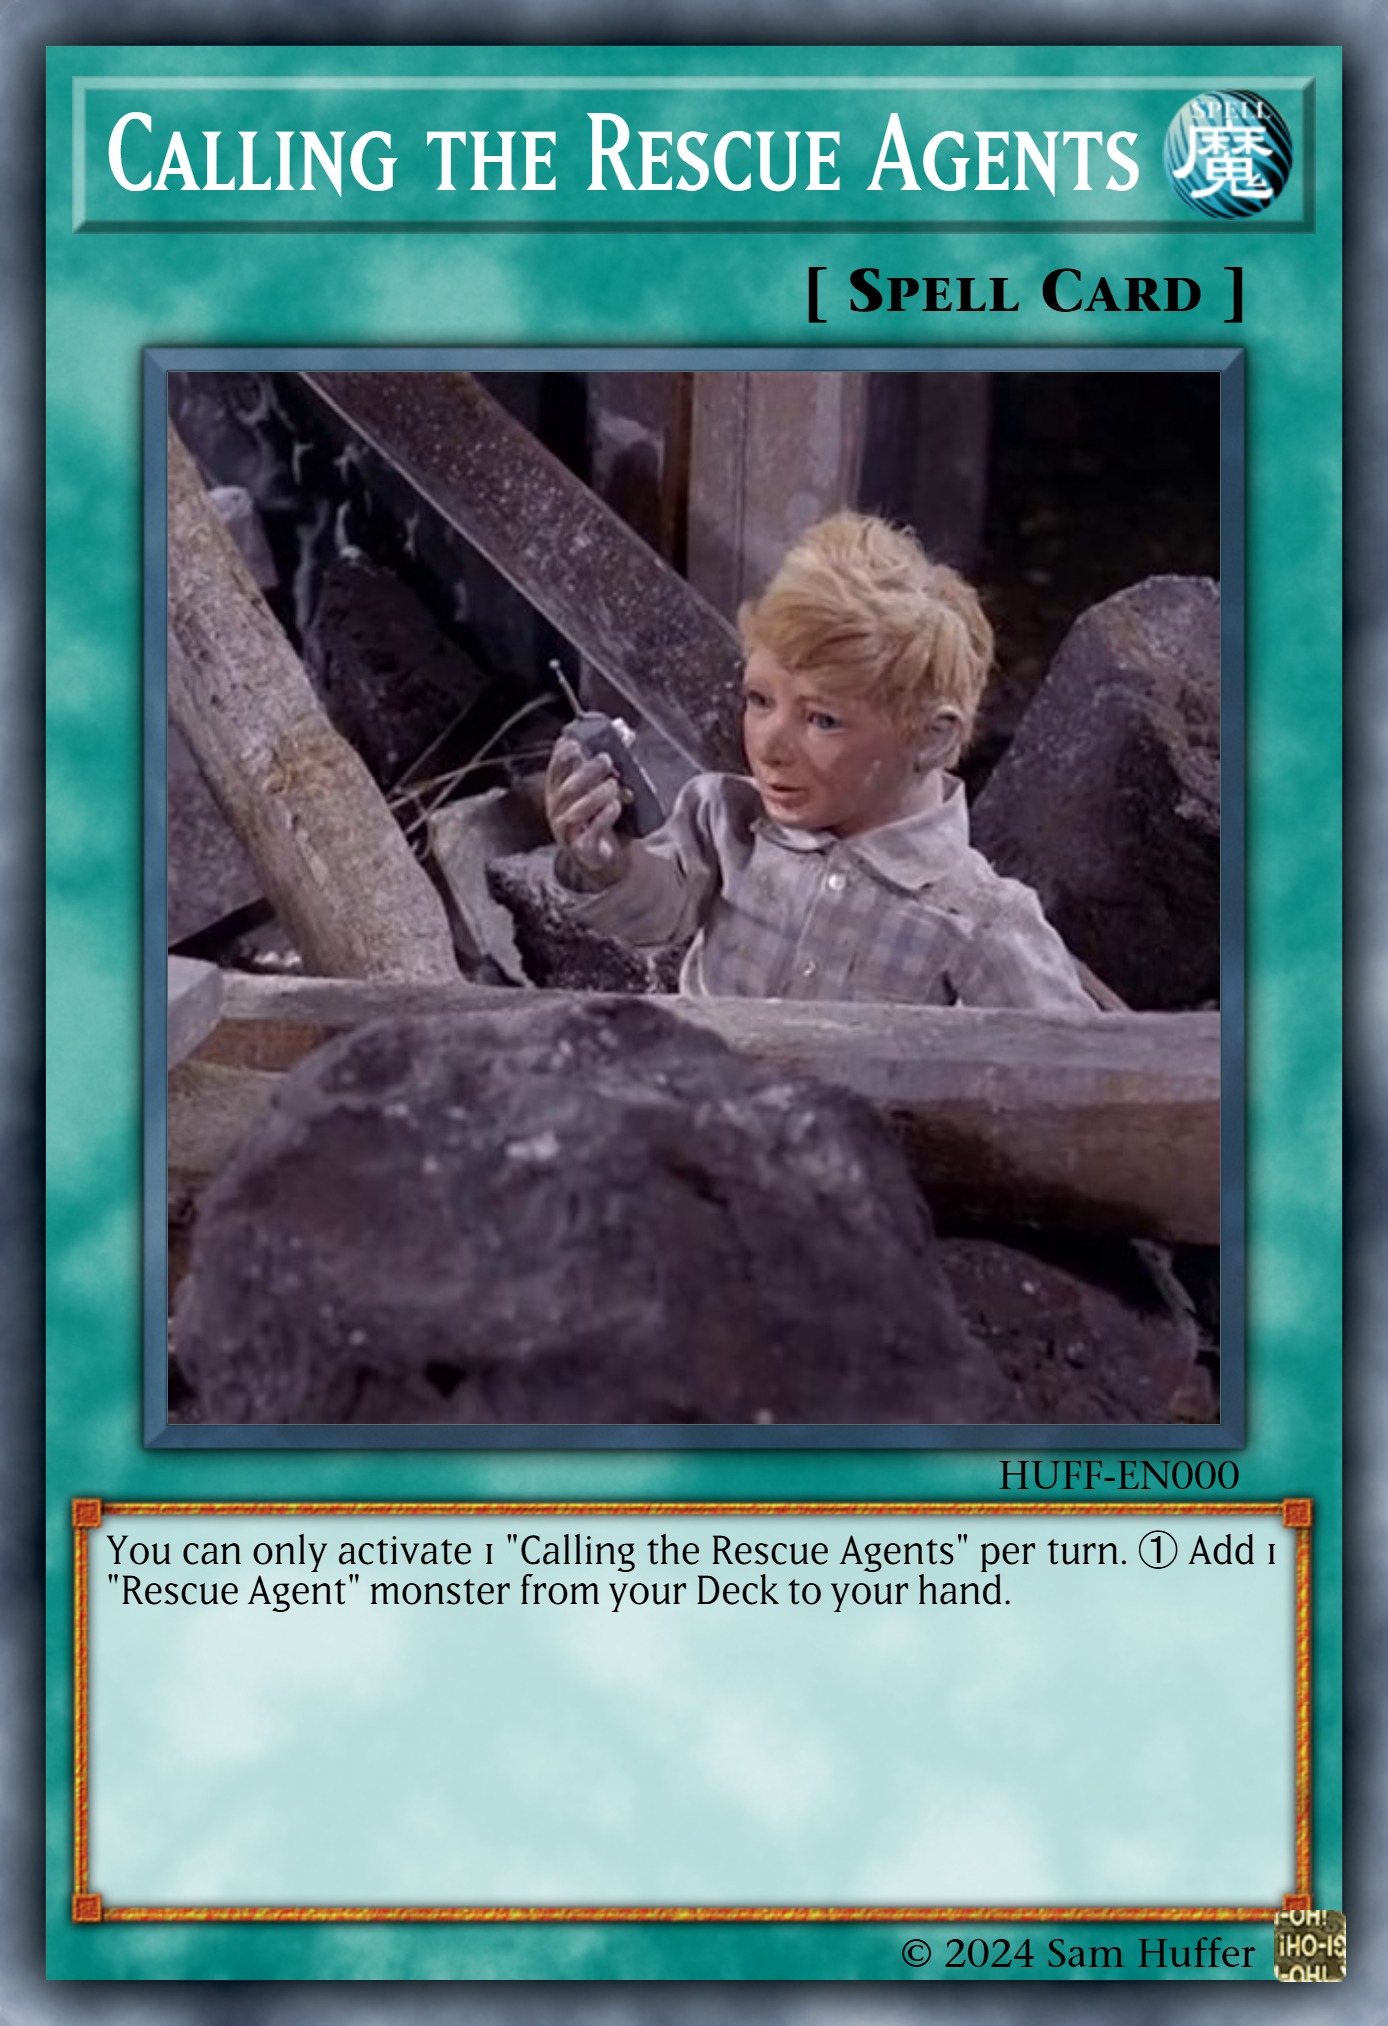 Calling the Rescue Agents
SPELL
魔
[ Spell Card ]
HUFF-EN000
You can only activate 1 "Calling the Rescue Agents" per turn. ① Add 1
"Rescue Agent" monster from your Deck to your hand.
© 2024 Sam Huffer
-OH!